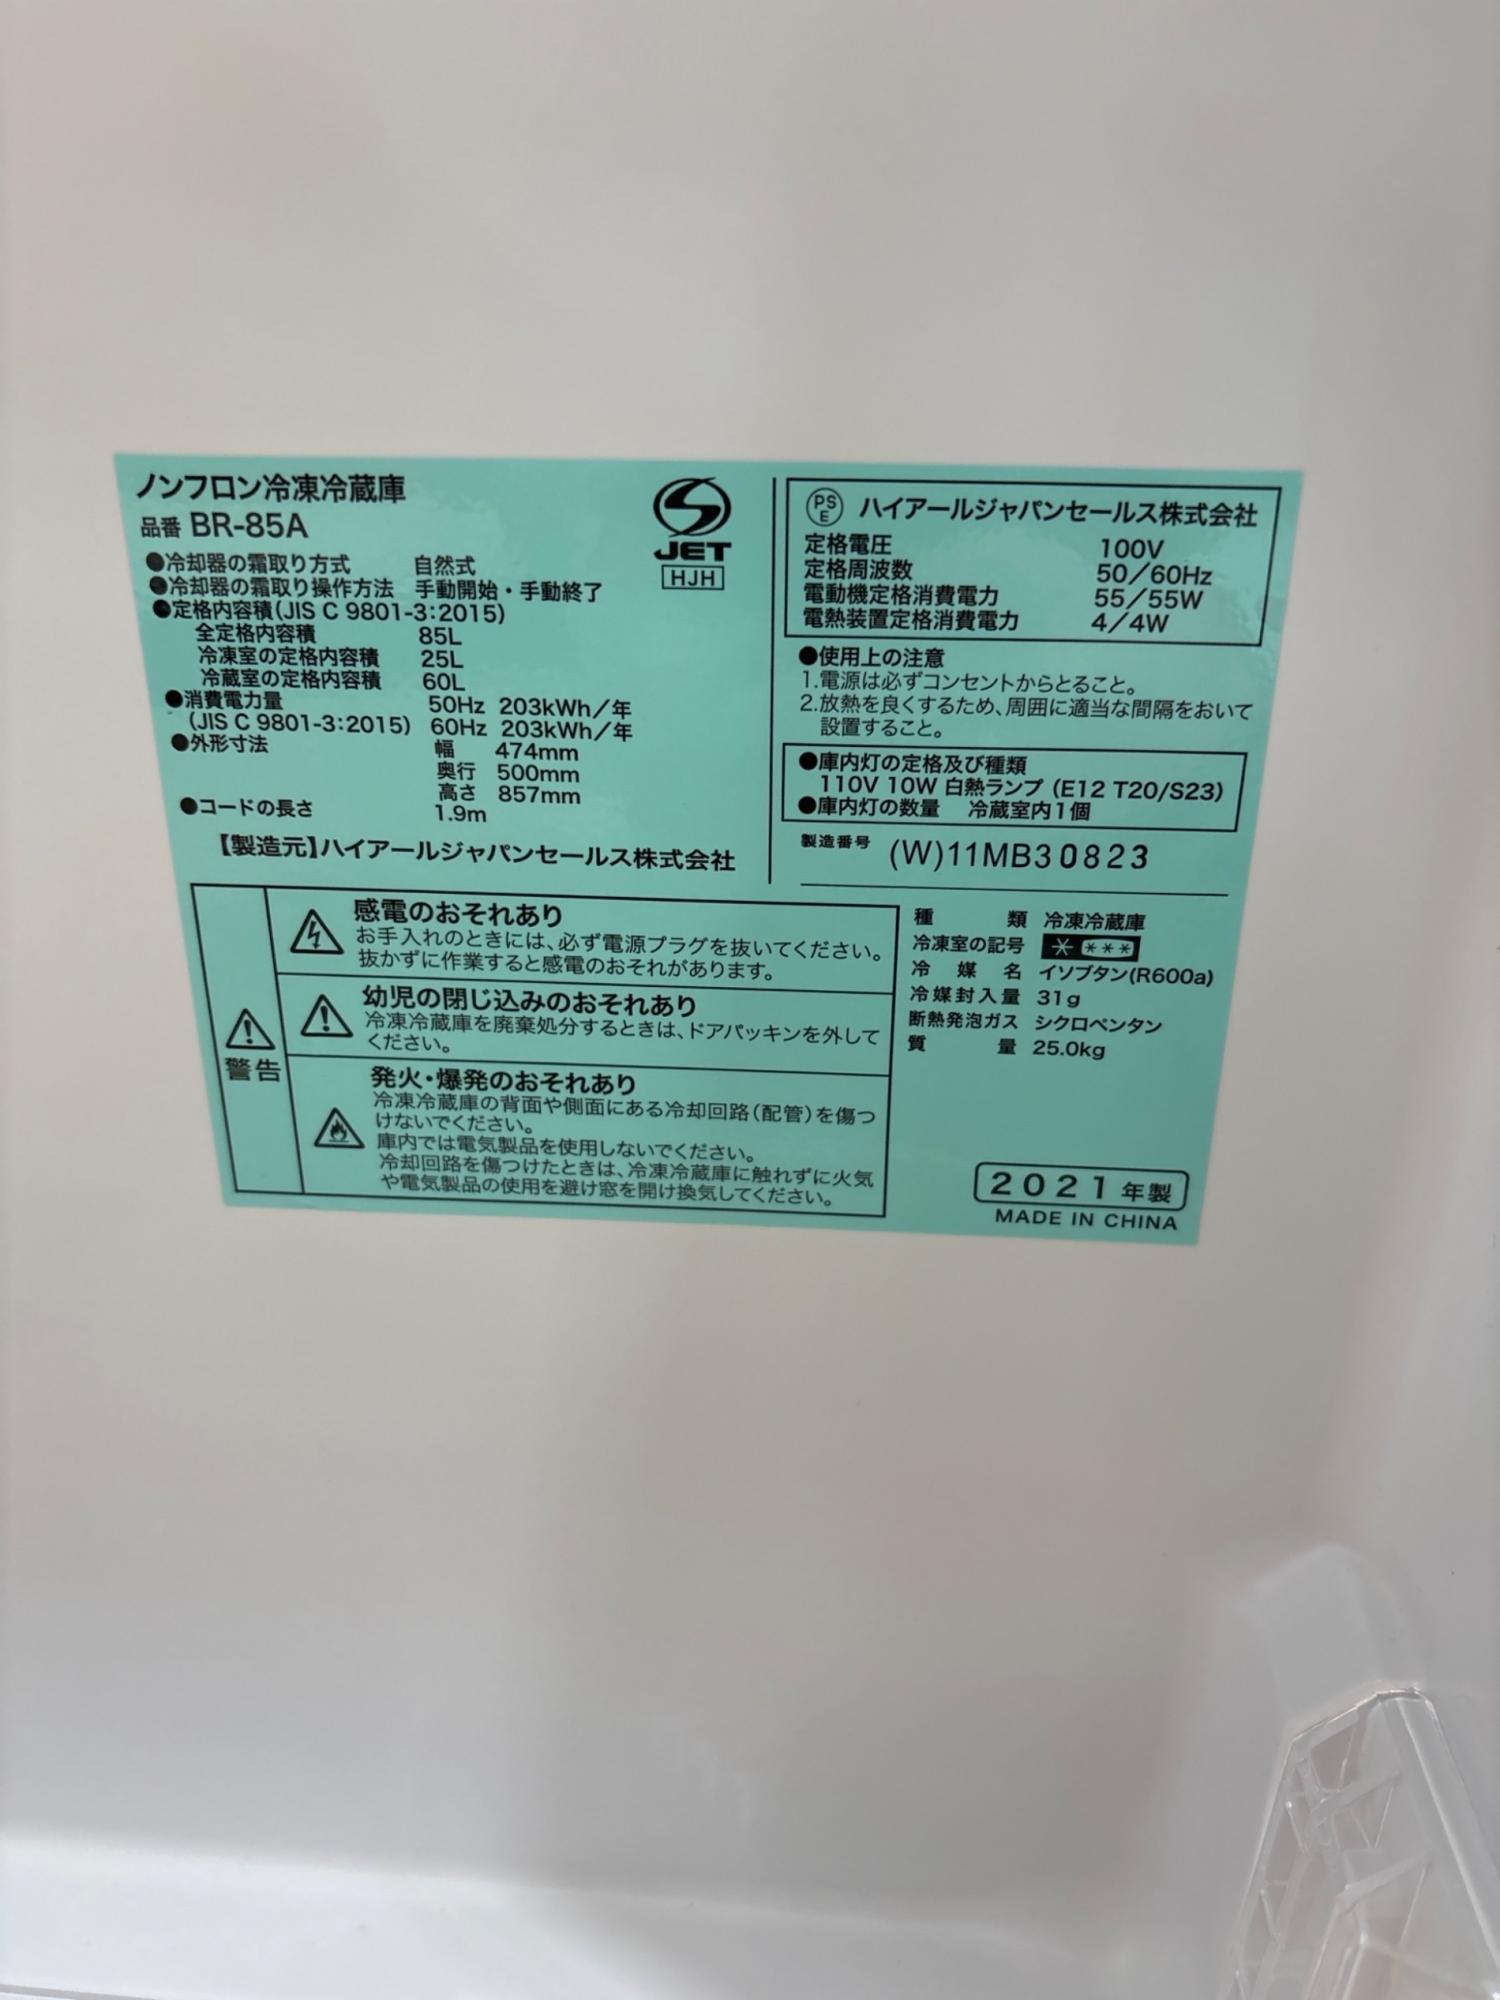 ノンフロン冷凍冷蔵庫
品番 BR-85A
●冷却器の霜取り方式 自然式
●冷却器の霜取り操作方法 手動開始・手動終了
●定格内容積(JIS C 9801-3:2015)
全定格内容積 85L
冷凍室の定格内容積 25L
冷蔵室の定格内容積 60L
●消費電力量 50Hz 203kWh/年
(JIS C 9801-3:2015) 60Hz 203kWh/年
●外形寸法 幅 474mm
奥行 500mm
高さ 857mm
●コードの長さ 1.9m
【製造元】ハイアールジャパンセールス株式会社
S
JET
HJH
PS
E
ハイアールジャパンセールス株式会社
定格電圧 100V
定格周波数 50/60Hz
電動機定格消費電力 55/55W
電熱装置定格消費電力 4/4W
●使用上の注意
1.電源は必ずコンセントからとること。
2.放熱を良くするため、周囲に適当な間隔をおいて
設置すること。
●庫内灯の定格及び種類
110V 10W 白熱ランプ (E12 T20/S23)
●庫内灯の数量 冷蔵室内1個
製造番号 (W)11MB30823
警告
感電のおそれあり
お手入れのときには、必ず電源プラグを抜いてください。
抜かずに作業すると感電のおそれがあります。
幼児の閉じ込みのおそれあり
冷凍冷蔵庫を廃棄処分するときは、ドアパッキンを外して
ください。
発火・爆発のおそれあり
冷凍冷蔵庫の背面や側面にある冷却回路(配管)を傷つ
けないでください。
庫内では電気製品を使用しないでください。
冷却回路を傷つけたときは、冷凍冷蔵庫に触れずに火気
や電気製品の使用を避け窓を開け換気してください。
種類 冷凍冷蔵庫
冷凍室の記号 * ***
冷媒名 イソブタン(R600a)
冷媒封入量 31g
断熱発泡ガス シクロペンタン
質量 25.0kg
2021年製
MADE IN CHINA